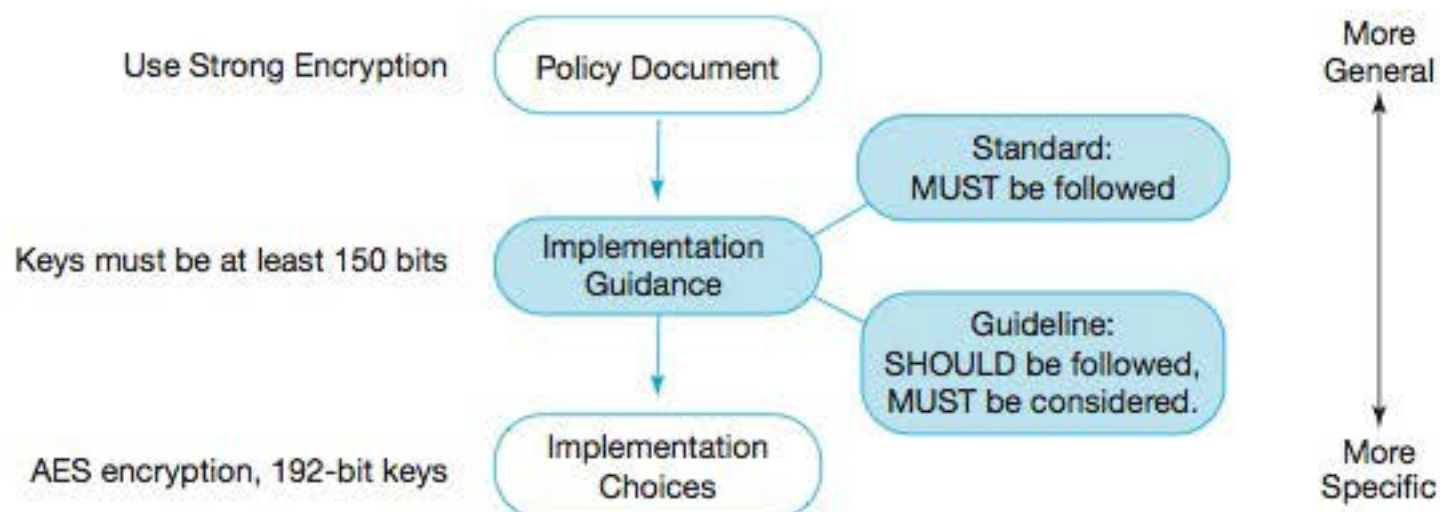 Use Strong Encryption
Policy Document
More
General
Standard:
MUST be followed
Keys must be at least 150 bits
Implementation
Guidance
Guideline:
SHOULD be followed,
MUST be considered.
AES encryption, 192-bit keys
Implementation
Choices
More
Specific